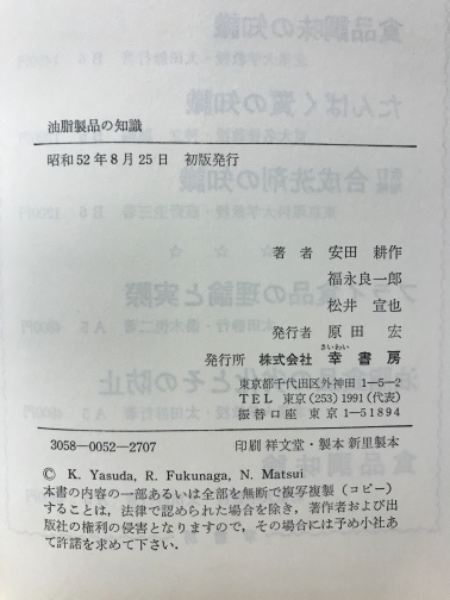 油脂製品の知識
昭和52年8月25日 初版発行
著者 安田 耕作
福永良一郎
松井 宣也
発行者 原田 宏
さいわい
発行所 株式会社 幸書房
東京都千代田区外神田1-5-2
TEL 東京(253)1991(代表)
振替口座 東京1-51894
3058-0052-2707 印刷 祥文堂・製本 新里製本
© K. Yasuda, R. Fukunaga, N. Matsui
本書の内容の一部あるいは全部を無断で複写複製(コピー)
することは,法律で認められた場合を除き,著作者および出
版社の権利の侵害となりますので,その場合には予め小社あ
て許諾を求めて下さい.